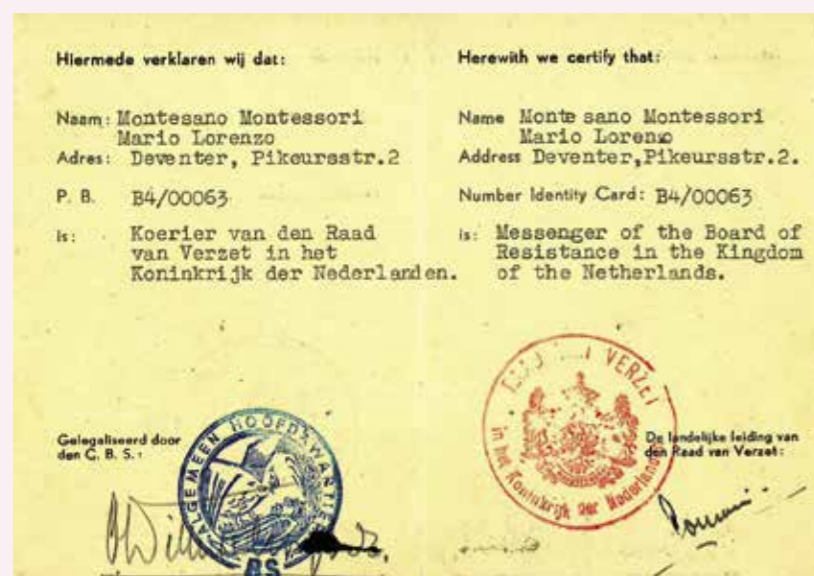 Hiermede verklaren wij dat:
Naam: Montesano Montessori
Mario Lorenzo
Adres: Deventer, Pikeursstr.2
P. B. B4/00063
Is: Koerier van den Raad
van Verzet in het
Koninkrijk der Nederlanden.
Gelegaliseerd door
den C. B. S.:
ALGEMEEN HOOFDKWARTIER
BS
Herewith we certify that:
Name Montesano Montessori
Mario Lorenzo
Address Deventer,Pikeursstr.2.
Number Identity Card: B4/00063
is: Messenger of the Board of
Resistance in the Kingdom
of the Netherlands.
VERZET
in het Koninkrijk der Nederlanden
De landelijke leiding van
den Raad van Verzet: